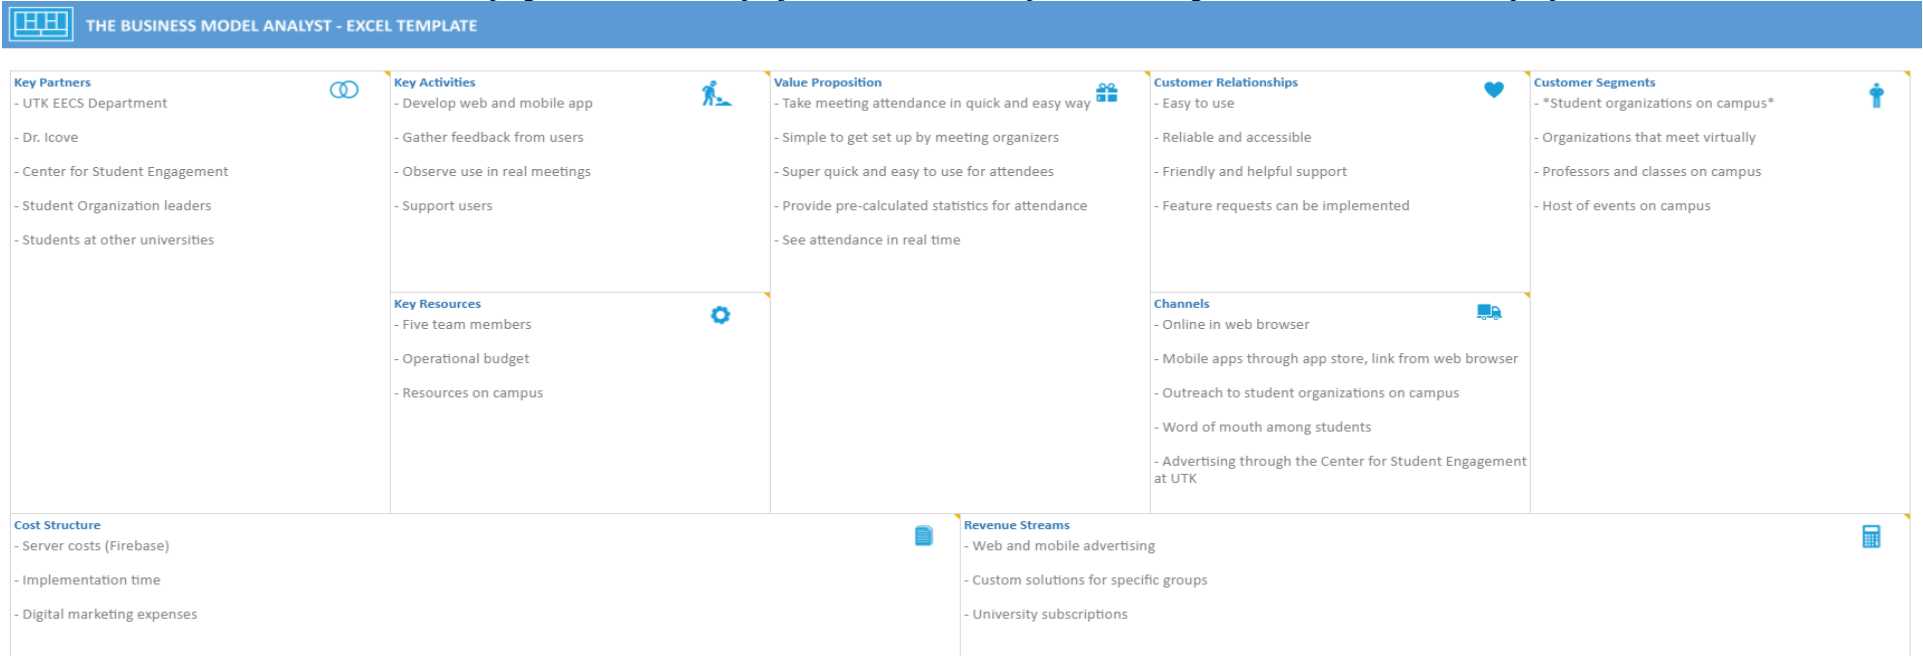 THE BUSINESS MODEL ANALYST - EXCEL TEMPLATE
Key Partners
- UTK EECS Department
- Dr. Icove
- Center for Student Engagement
- Student Organization leaders
- Students at other universities
Key Activities
- Develop web and mobile app
- Gather feedback from users
- Observe use in real meetings
- Support users
Key Resources
- Five team members
- Operational budget
- Resources on campus
Value Proposition
- Take meeting attendance in quick and easy way
- Simple to get set up by meeting organizers
- Super quick and easy to use for attendees
- Provide pre-calculated statistics for attendance
- See attendance in real time
Customer Relationships
- Easy to use
- Reliable and accessible
- Friendly and helpful support
- Feature requests can be implemented
Channels
- Online in web browser
- Mobile apps through app store, link from web browser
- Outreach to student organizations on campus
- Word of mouth among students
- Advertising through the Center for Student Engagement
at UTK
Customer Segments
- *Student organizations on campus*
- Organizations that meet virtually
- Professors and classes on campus
- Host of events on campus
Cost Structure
- Server costs (Firebase)
- Implementation time
- Digital marketing expenses
Revenue Streams
- Web and mobile advertising
- Custom solutions for specific groups
- University subscriptions